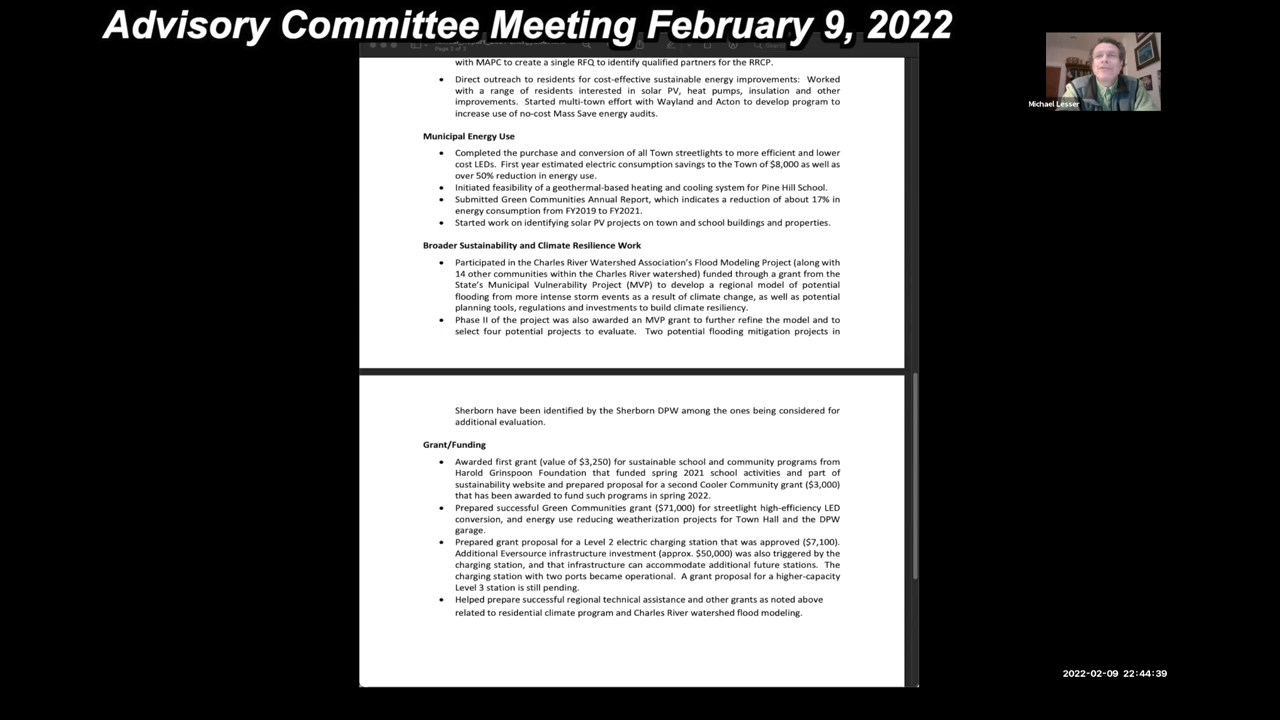 Advisory Committee Meeting February 9, 2022
Page 2 of 3
with MAPC to create a single RFQ to identify qualified partners for the RRCP.
• Direct outreach to residents for cost-effective sustainable energy improvements: Worked
with a range of residents interested in solar PV, heat pumps, insulation and other
improvements. Started multi-town effort with Wayland and Acton to develop program to
increase use of no-cost Mass Save energy audits.
Municipal Energy Use
• Completed the purchase and conversion of all Town streetlights to more efficient and lower
cost LEDs. First year estimated electric consumption savings to the Town of $8,000 as well as
over 50% reduction in energy use.
• Initiated feasibility of a geothermal-based heating and cooling system for Pine Hill School.
• Submitted Green Communities Annual Report, which indicates a reduction of about 17% in
energy consumption from FY2019 to FY2021.
• Started work on identifying solar PV projects on town and school buildings and properties.
Broader Sustainability and Climate Resilience Work
• Participated in the Charles River Watershed Association's Flood Modeling Project (along with
14 other communities within the Charles River watershed) funded through a grant from the
State's Municipal Vulnerability Project (MVP) to develop a regional model of potential
flooding from more intense storm events as a result of climate change, as well as potential
planning tools, regulations and investments to build climate resiliency.
• Phase II of the project was also awarded an MVP grant to further refine the model and to
select four potential projects to evaluate. Two potential flooding mitigation projects in
Sherborn have been identified by the Sherborn DPW among the ones being considered for
additional evaluation.
Grant/Funding
• Awarded first grant (value of $3,250) for sustainable school and community programs from
Harold Grinspoon Foundation that funded spring 2021 school activities and part of
sustainability website and prepared proposal for a second Cooler Community grant ($3,000)
that has been awarded to fund such programs in spring 2022.
• Prepared successful Green Communities grant ($71,000) for streetlight high-efficiency LED
conversion, and energy use reducing weatherization projects for Town Hall and the DPW
garage.
• Prepared grant proposal for a Level 2 electric charging station that was approved ($7,100).
Additional Eversource infrastructure investment (approx. $50,000) was also triggered by the
charging station, and that infrastructure can accommodate additional future stations. The
charging station with two ports became operational. A grant proposal for a higher-capacity
Level 3 station is still pending.
• Helped prepare successful regional technical assistance and other grants as noted above
related to residential climate program and Charles River watershed flood modeling.
Michael Lesser
2022-02-09 22:44:39